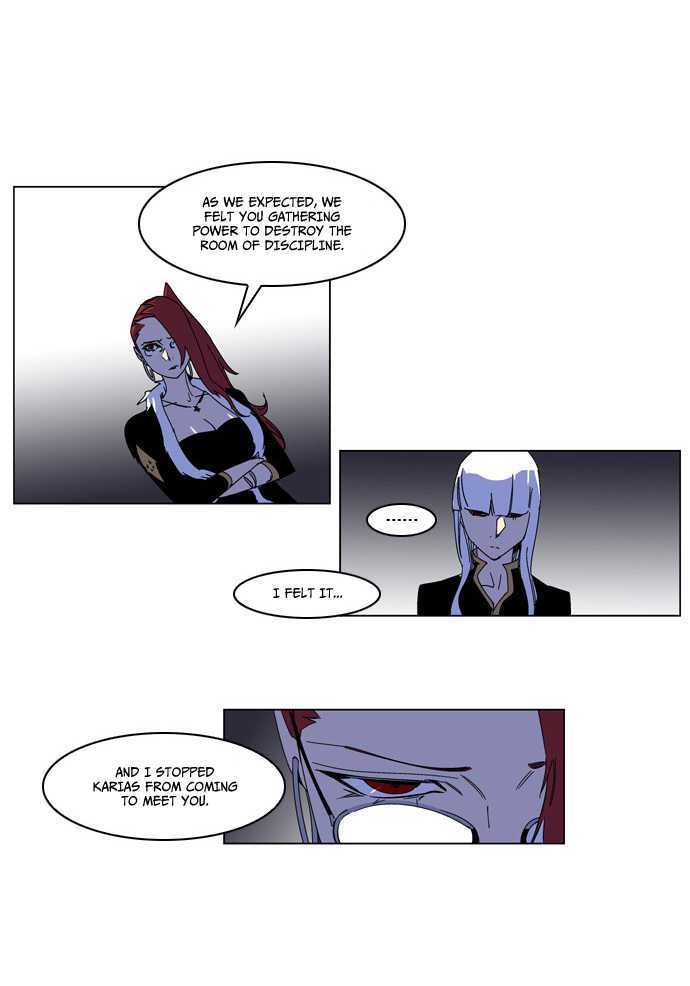 AS WE EXPECTED, WE
FELT YOU GATHERING
POWER TO DESTROY THE
ROOM OF DISCIPLINE.
------
I FELT IT...
AND I STOPPED
KARIAS FROM COMING
TO MEET YOU.